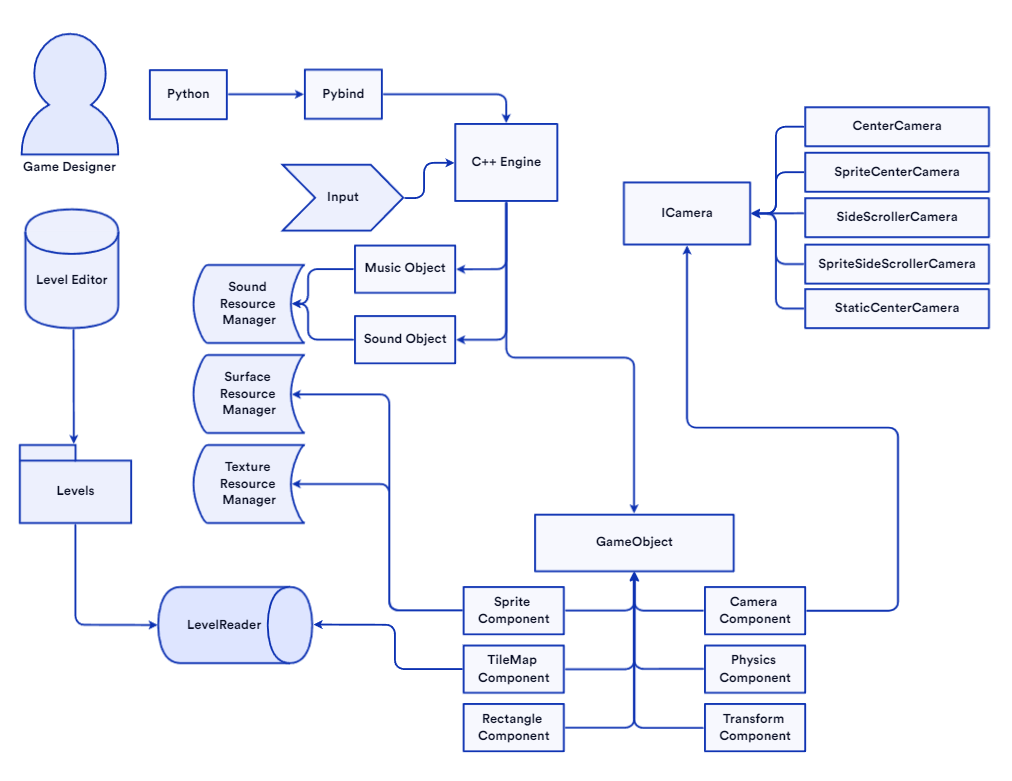 Game Designer
Python
Pybind
C++ Engine
Input
Level Editor
Music Object
Sound Object
Sound
Resource
Manager
Surface
Resource
Manager
Texture
Resource
Manager
Levels
LevelReader
ICamera
CenterCamera
SpriteCenterCamera
SideScrollerCamera
SpriteSideScrollerCamera
StaticCenterCamera
GameObject
Sprite
Component
Camera
Component
TileMap
Component
Physics
Component
Rectangle
Component
Transform
Component